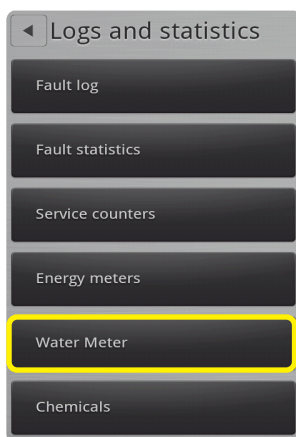 Logs and statistics
Fault log
Fault statistics
Service counters
Energy meters
Water Meter
Chemicals